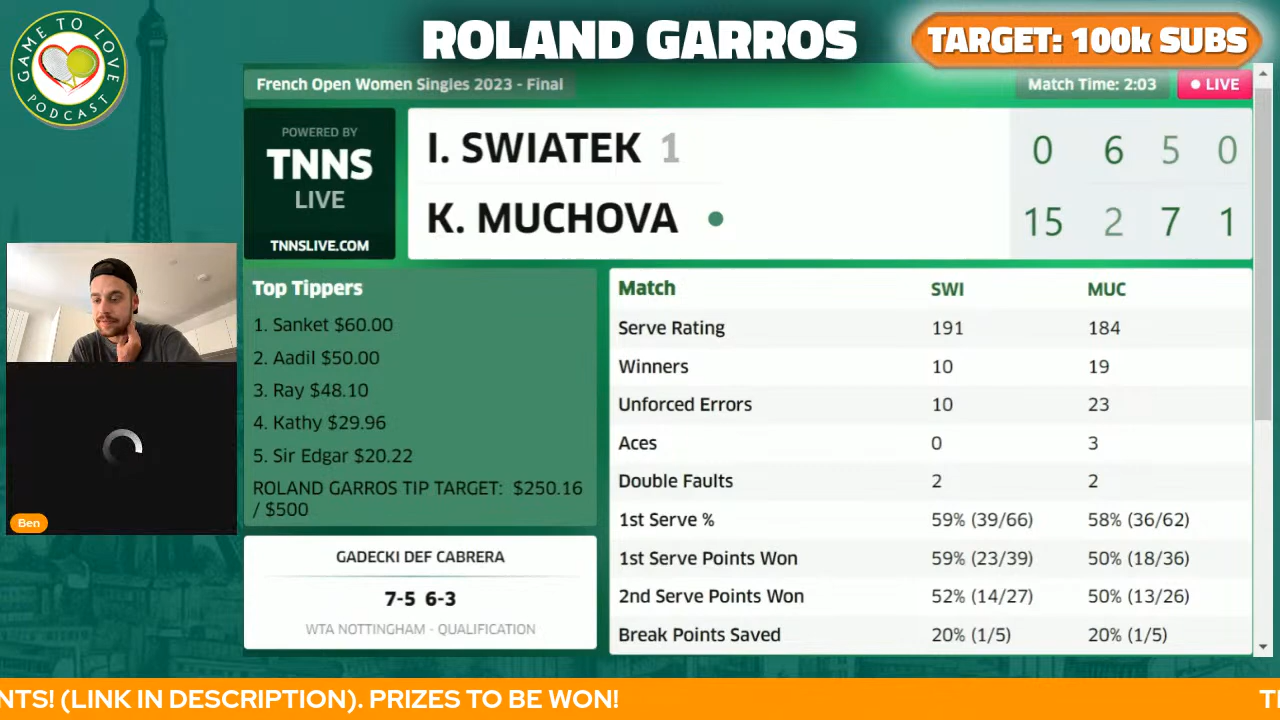 GAME TO LOVE
PODCAST
ROLAND GARROS
TARGET: 100k SUBS
French Open Women Singles 2023 - Final
Match Time: 2:03
LIVE
POWERED BY
TNNS
LIVE
TNNSLIVE.COM
I. SWIATEK 1 0 6 5 0
K. MUCHOVA 15 2 7 1
Top Tippers
1. Sanket $60.00
2. Aadil $50.00
3. Ray $48.10
4. Kathy $29.96
5. Sir Edgar $20.22
ROLAND GARROS TIP TARGET: $250.16
/ $500
GADECKI DEF CABRERA
7-5 6-3
WTA NOTTINGHAM - QUALIFICATION
Match SWI MUC
Serve Rating 191 184
Winners 10 19
Unforced Errors 10 23
Aces 0 3
Double Faults 2 2
1st Serve % 59% (39/66) 58% (36/62)
1st Serve Points Won 59% (23/39) 50% (18/36)
2nd Serve Points Won 52% (14/27) 50% (13/26)
Break Points Saved 20% (1/5) 20% (1/5)
Ben
NTS! (LINK IN DESCRIPTION). PRIZES TO BE WON! T